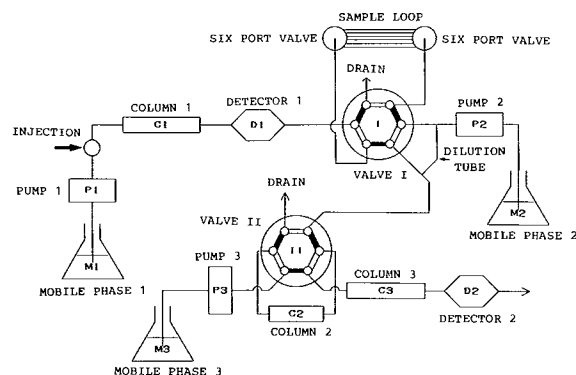 SAMPLE LOOP
SIX PORT VALVE
SIX PORT VALVE
DRAIN
COLUMN 1
DETECTOR 1
PUMP 2
INJECTION
C1
D1
I
P2
PUMP 1
P1
VALVE I
DILUTION
TUBE
DRAIN
VALVE II
M1
M2
MOBILE PHASE 1
MOBILE PHASE 2
PUMP 3
II
COLUMN 3
P3
C3
D2
C2
COLUMN 2
DETECTOR 2
M3
MOBILE PHASE 3